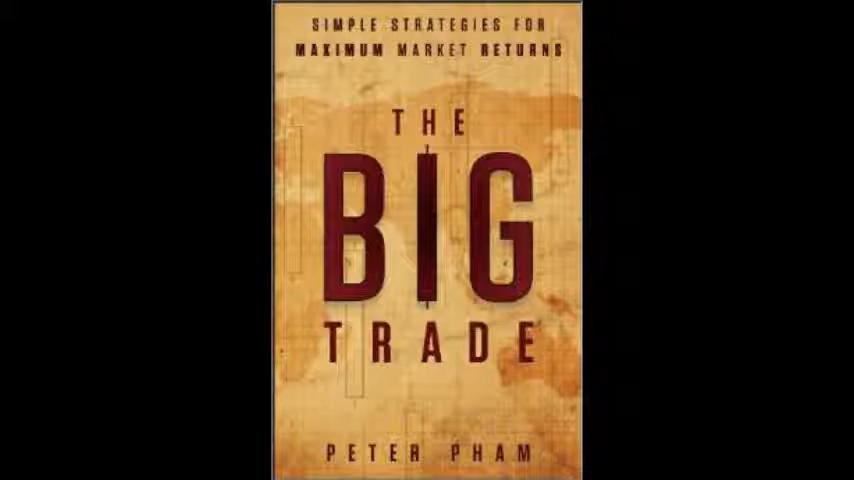 SIMPLE STRATEGIES FOR
MAXIMUM MARKET RETURNS
THE
BIG
TRADE
PETER PHAM